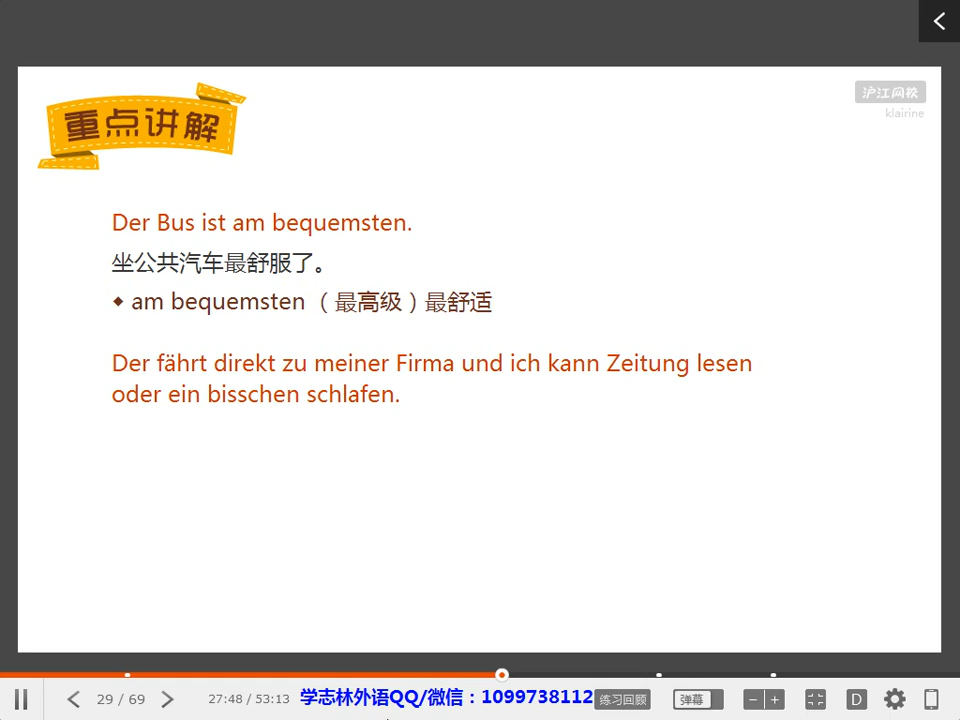 重点讲解
沪江网校
klairine
Der Bus ist am bequemsten.
坐公共汽车最舒服了。
◆ am bequemsten （最高级）最舒适
Der fährt direkt zu meiner Firma und ich kann Zeitung lesen
oder ein bisschen schlafen.
29 / 69
27:48 / 53:13
学志林外语QQ/微信：1099738112
练习回顾
弹幕
D